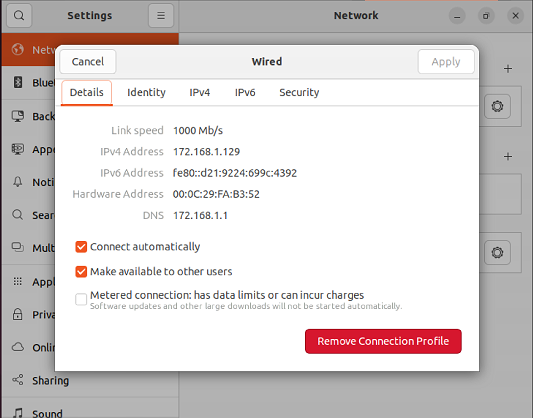 Settings
Network
Netw
Cancel
Wired
Apply
Details
Identity
IPv4
IPv6
Security
Link speed 1000 Mb/s
IPv4 Address 172.168.1.129
IPv6 Address fe80::d21:9224:699c:4392
Hardware Address 00:0C:29:FA:B3:52
DNS 172.168.1.1
Connect automatically
Make available to other users
Metered connection: has data limits or can incur charges
Software updates and other large downloads will not be started automatically.
Remove Connection Profile
Bluet
Back
Appe
Noti
Sear
Mult
Appl
Priva
Onlin
Sharing
Sound